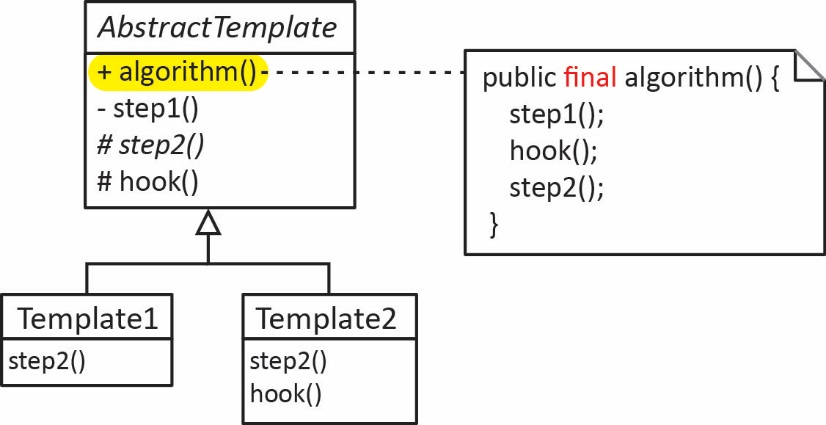 AbstractTemplate
+ algorithm()
- step1()
# step2()
# hook()
public final algorithm() {
step1();
hook();
step2();
}
Template1
step2()
Template2
step2()
hook()